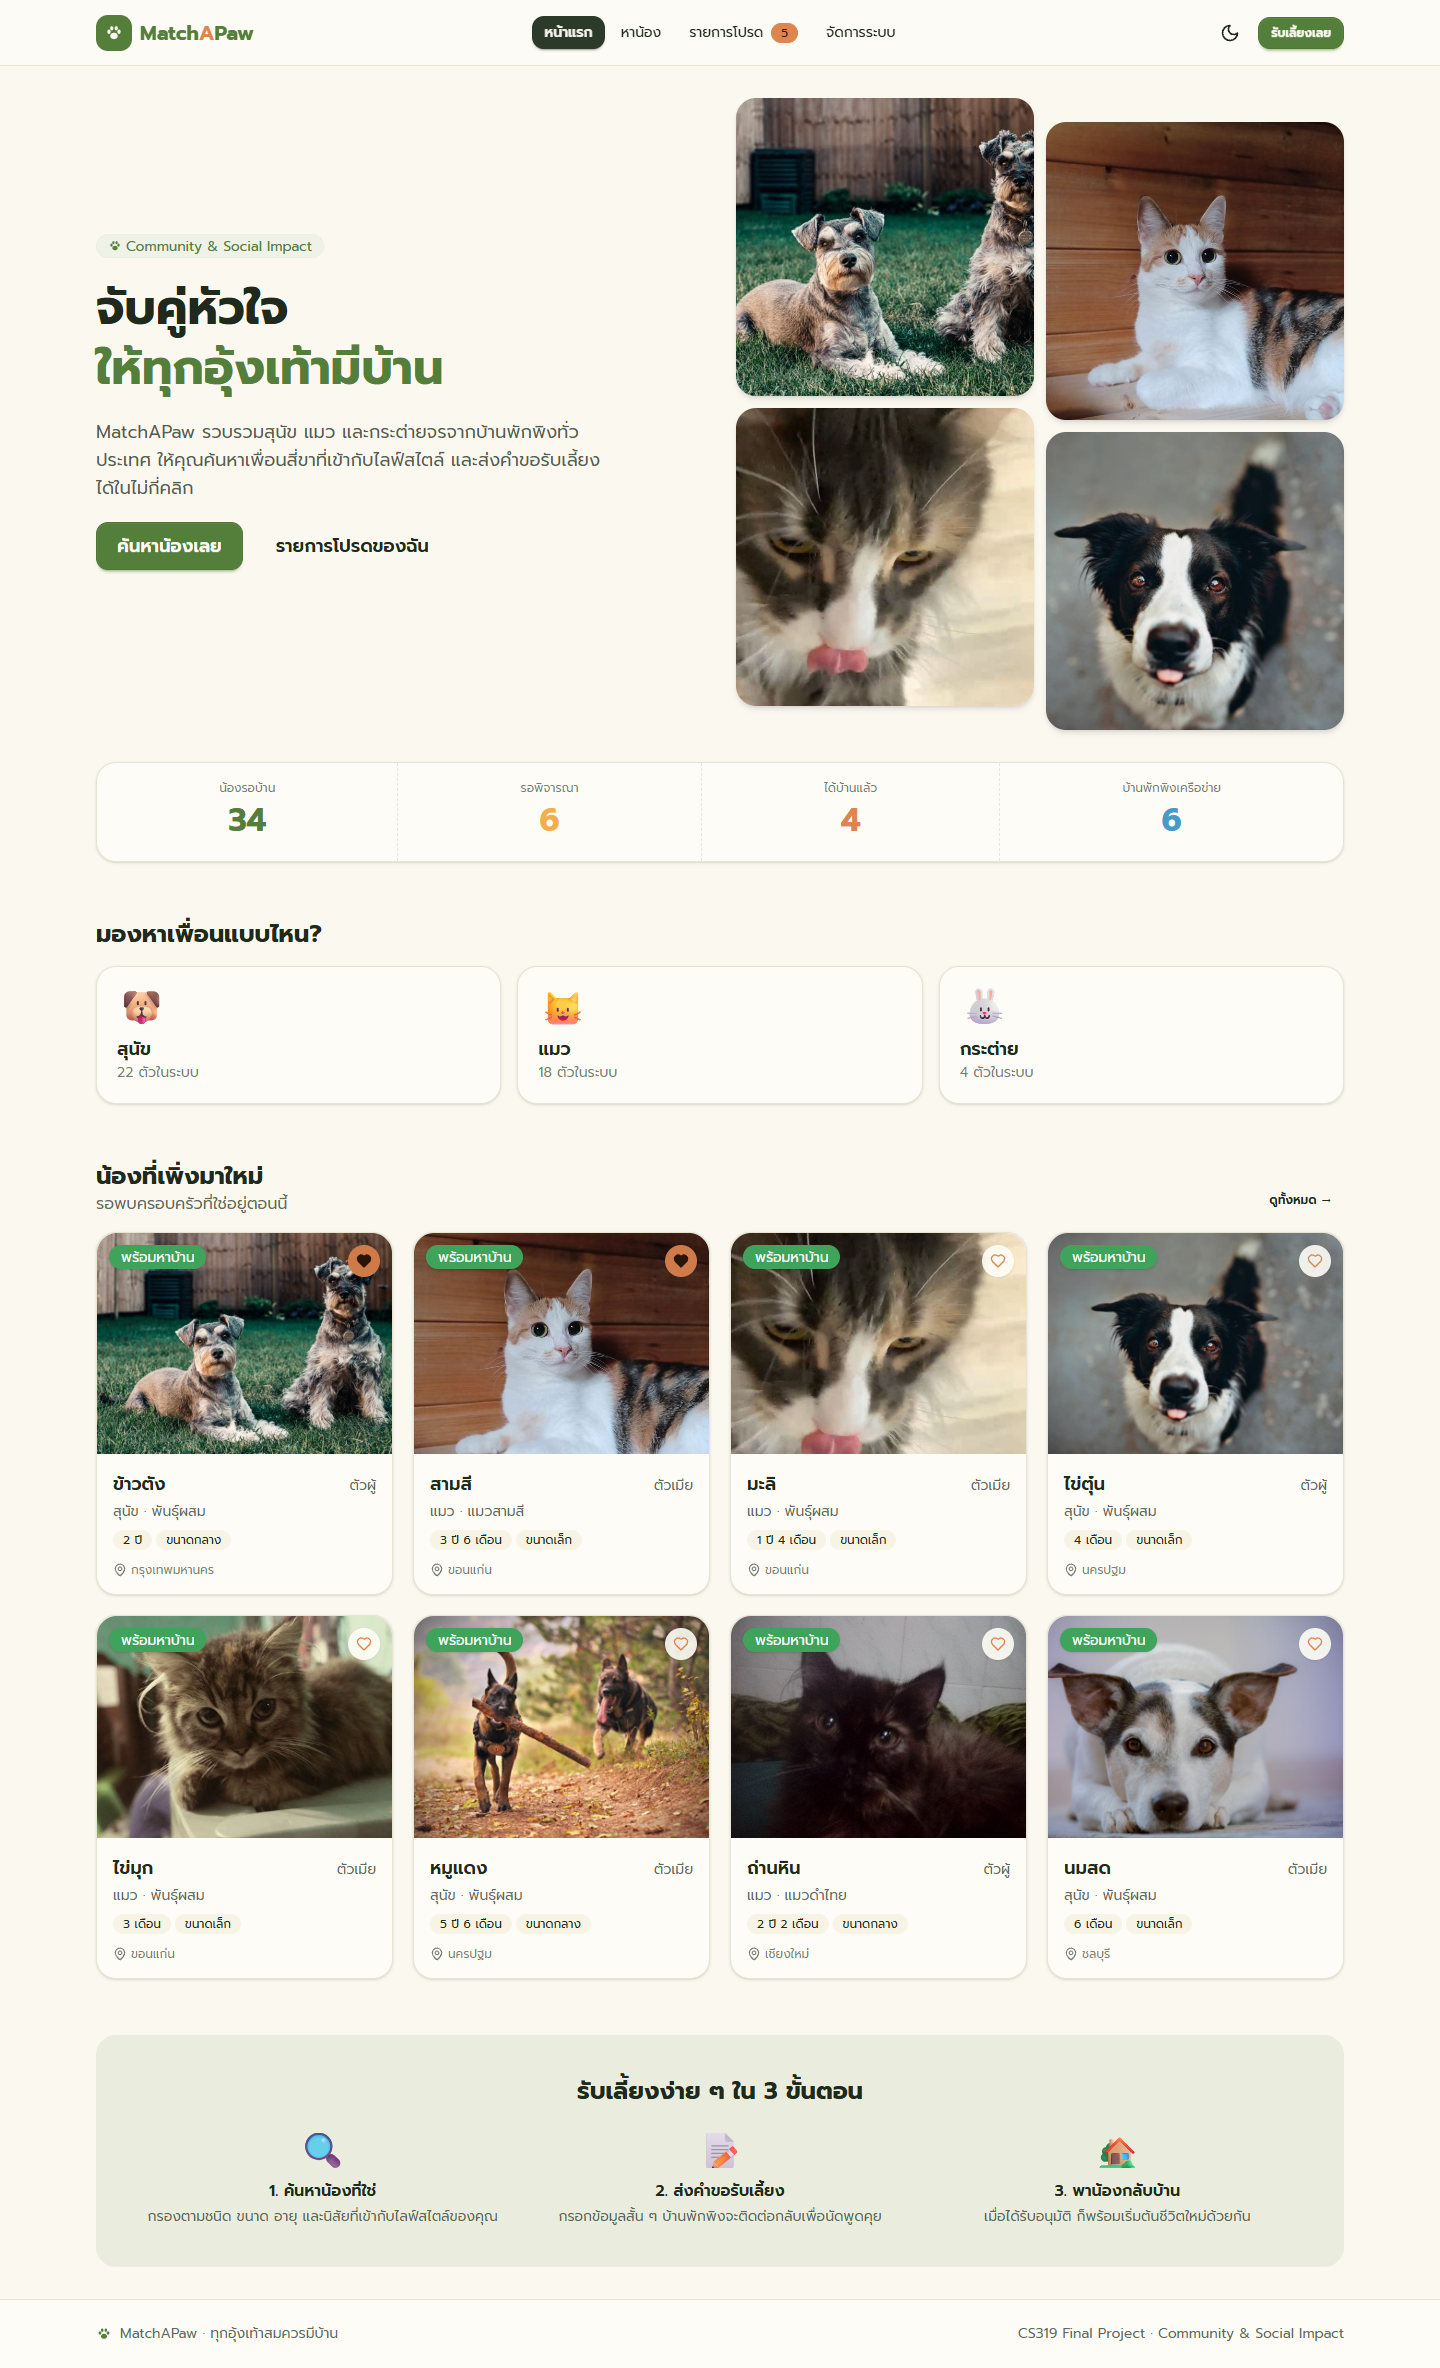 MatchAPaw
หน้าแรก
หาน้อง
รายการโปรด 5
จัดการระบบ
รับเลี้ยงเลย
Community & Social Impact
จับคู่หัวใจ
ให้ทุกอุ้งเท้ามีบ้าน
MatchAPaw รวบรวมสุนัข แมว และกระต่ายจรจากบ้านพักพิงทั่ว
ประเทศ ให้คุณค้นหาเพื่อนสี่ขาที่เข้ากับไลฟ์สไตล์ และส่งคำขอรับเลี้ยง
ได้ในไม่กี่คลิก
ค้นหาน้องเลย
รายการโปรดของฉัน
น้องรอบ้าน
34
รอพิจารณา
6
ได้บ้านแล้ว
4
บ้านพักพิงเครือข่าย
6
มองหาเพื่อนแบบไหน?
สุนัข
22 ตัวในระบบ
แมว
18 ตัวในระบบ
กระต่าย
4 ตัวในระบบ
น้องที่เพิ่งมาใหม่
รอพบครอบครัวที่ใช่อยู่ตอนนี้
ดูทั้งหมด →
พร้อมหาบ้าน
ข้าวตัง
ตัวผู้
สุนัข · พันธุ์ผสม
2 ปี
ขนาดกลาง
กรุงเทพมหานคร
พร้อมหาบ้าน
สามสี
ตัวเมีย
แมว · แมวสามสี
3 ปี 6 เดือน
ขนาดเล็ก
ขอนแก่น
พร้อมหาบ้าน
มะลิ
ตัวเมีย
แมว · พันธุ์ผสม
1 ปี 4 เดือน
ขนาดเล็ก
ขอนแก่น
พร้อมหาบ้าน
ไข่ตุ๋น
ตัวผู้
สุนัข · พันธุ์ผสม
4 เดือน
ขนาดเล็ก
นครปฐม
พร้อมหาบ้าน
ไข่มุก
ตัวเมีย
แมว · พันธุ์ผสม
3 เดือน
ขนาดเล็ก
ขอนแก่น
พร้อมหาบ้าน
หมูแดง
ตัวเมีย
สุนัข · พันธุ์ผสม
5 ปี 6 เดือน
ขนาดกลาง
นครปฐม
พร้อมหาบ้าน
ถ่านหิน
ตัวผู้
แมว · แมวดำไทย
2 ปี 2 เดือน
ขนาดกลาง
เชียงใหม่
พร้อมหาบ้าน
นมสด
ตัวเมีย
สุนัข · พันธุ์ผสม
6 เดือน
ขนาดเล็ก
ชลบุรี
รับเลี้ยงง่าย ๆ ใน 3 ขั้นตอน
1. ค้นหาน้องที่ใช่
กรองตามชนิด ขนาด อายุ และนิสัยที่เข้ากับไลฟ์สไตล์ของคุณ
2. ส่งคำขอรับเลี้ยง
กรอกข้อมูลสั้น ๆ บ้านพักพิงจะติดต่อกลับเพื่อนัดพูดคุย
3. พาน้องกลับบ้าน
เมื่อได้รับอนุมัติ ก็พร้อมเริ่มต้นชีวิตใหม่ด้วยกัน
MatchAPaw · ทุกอุ้งเท้าสมควรมีบ้าน
CS319 Final Project · Community & Social Impact